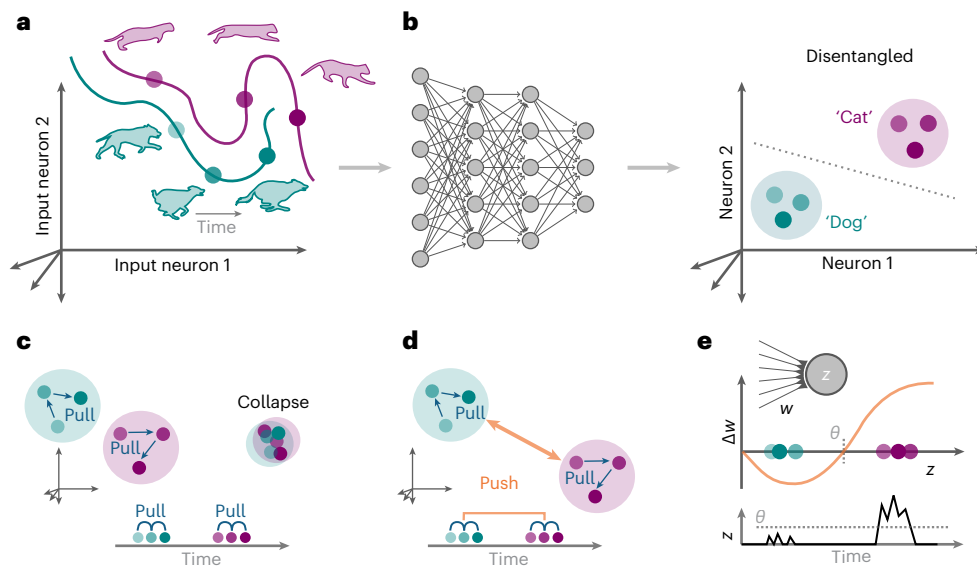 a
Input neuron 2
Input neuron 1
Time
b
Disentangled
'Cat'
'Dog'
Neuron 2
Neuron 1
c
Pull
Pull
Collapse
Pull
Pull
Time
d
Pull
Pull
Push
Time
e
z
w
Δw
θ
z
θ
z
Time